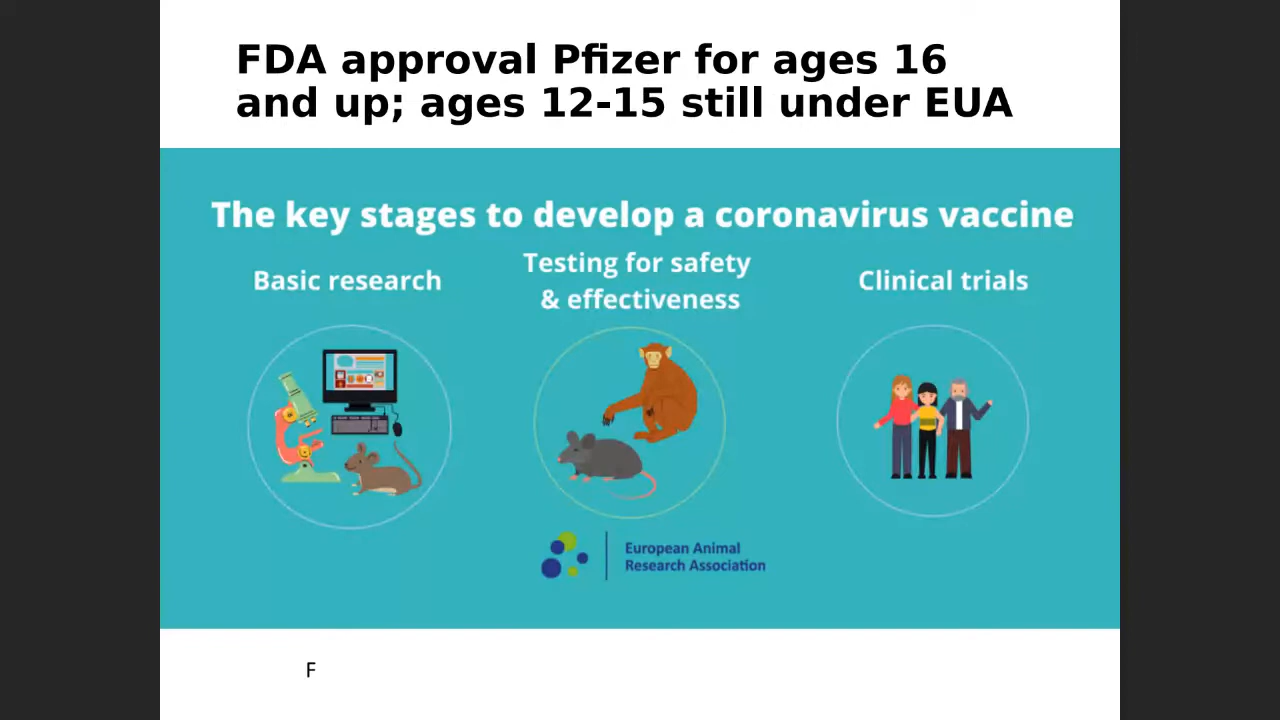 FDA approval Pfizer for ages 16
and up; ages 12-15 still under EUA
The key stages to develop a coronavirus vaccine
Basic research
Testing for safety
& effectiveness
Clinical trials
European Animal
Research Association
F